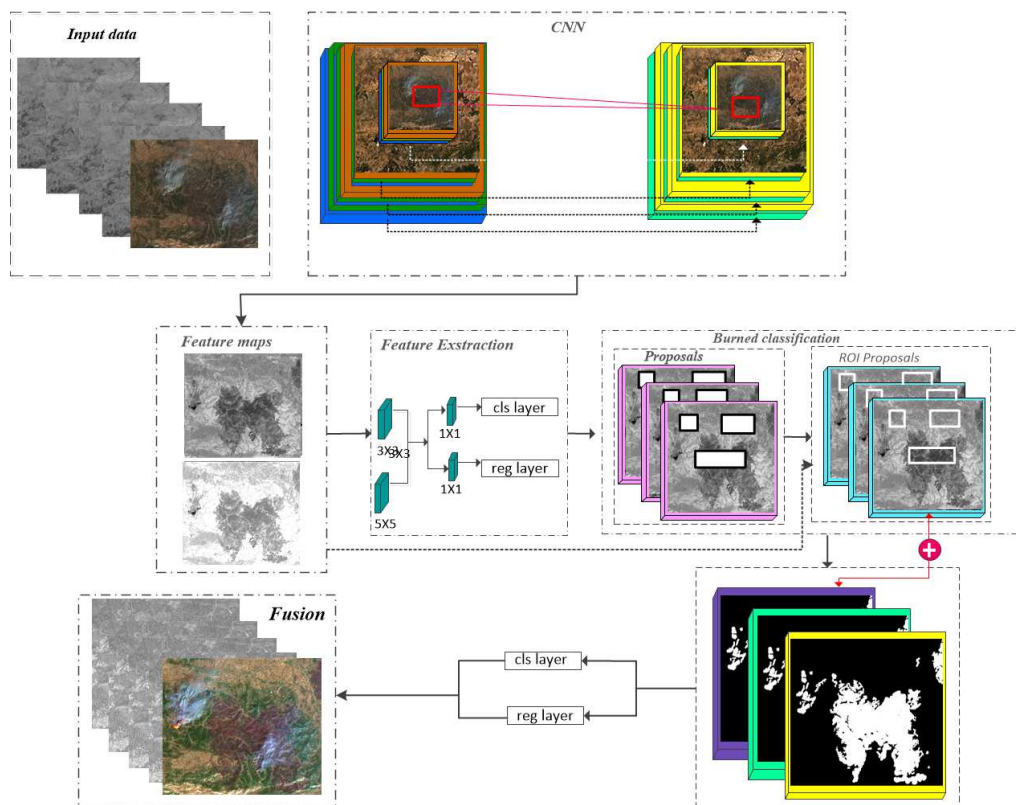 Input data
CNN
Feature maps
Feature Exstraction
3X3
3X3
5X5
1X1
1X1
cls layer
reg layer
Burned classification
Proposals
ROI Proposals
+
Fusion
cls layer
reg layer